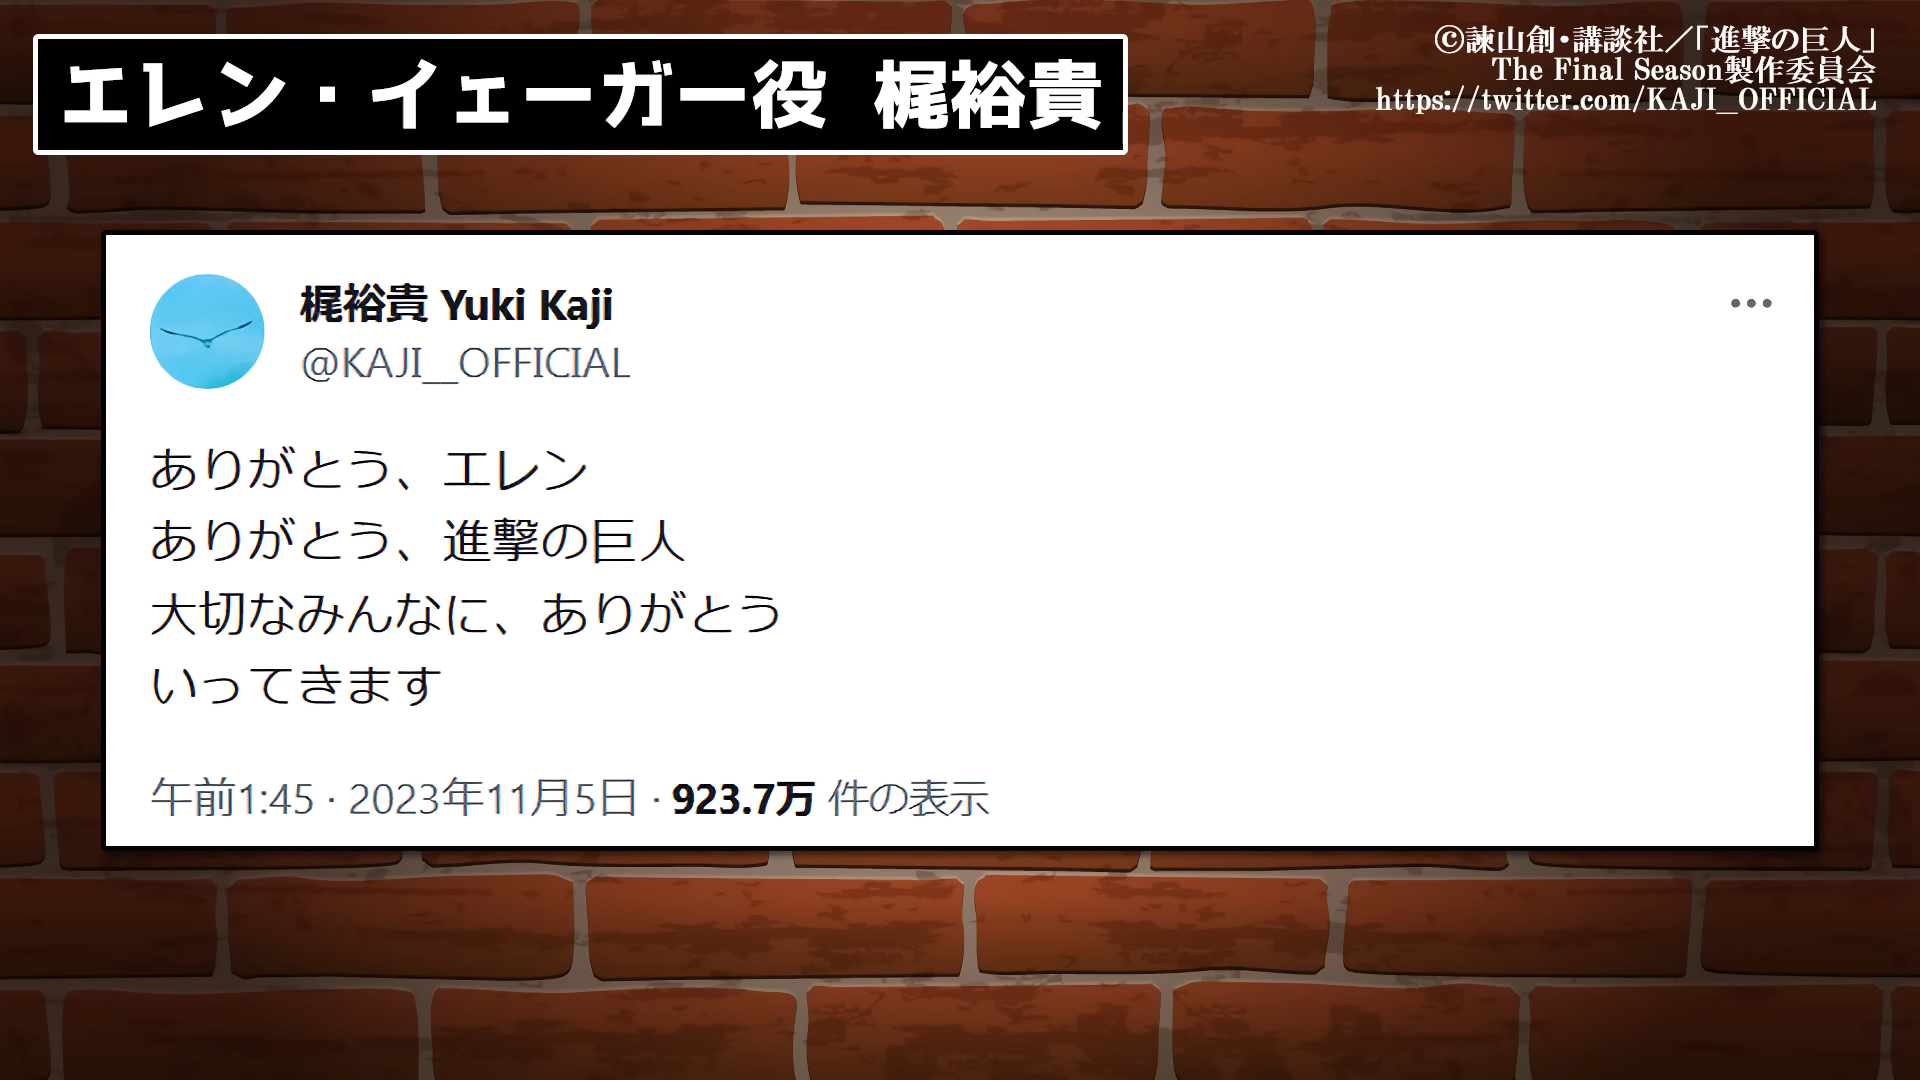 エレン・イェーガー役 梶裕貴
©諫山創・講談社／「進撃の巨人」
The Final Season製作委員会
https://twitter.com/KAJI__OFFICIAL
梶裕貴 Yuki Kaji
@KAJI__OFFICIAL
ありがとう、エレン
ありがとう、進撃の巨人
大切なみんなに、ありがとう
いってきます
午前1:45 · 2023年11月5日 · 923.7万 件の表示